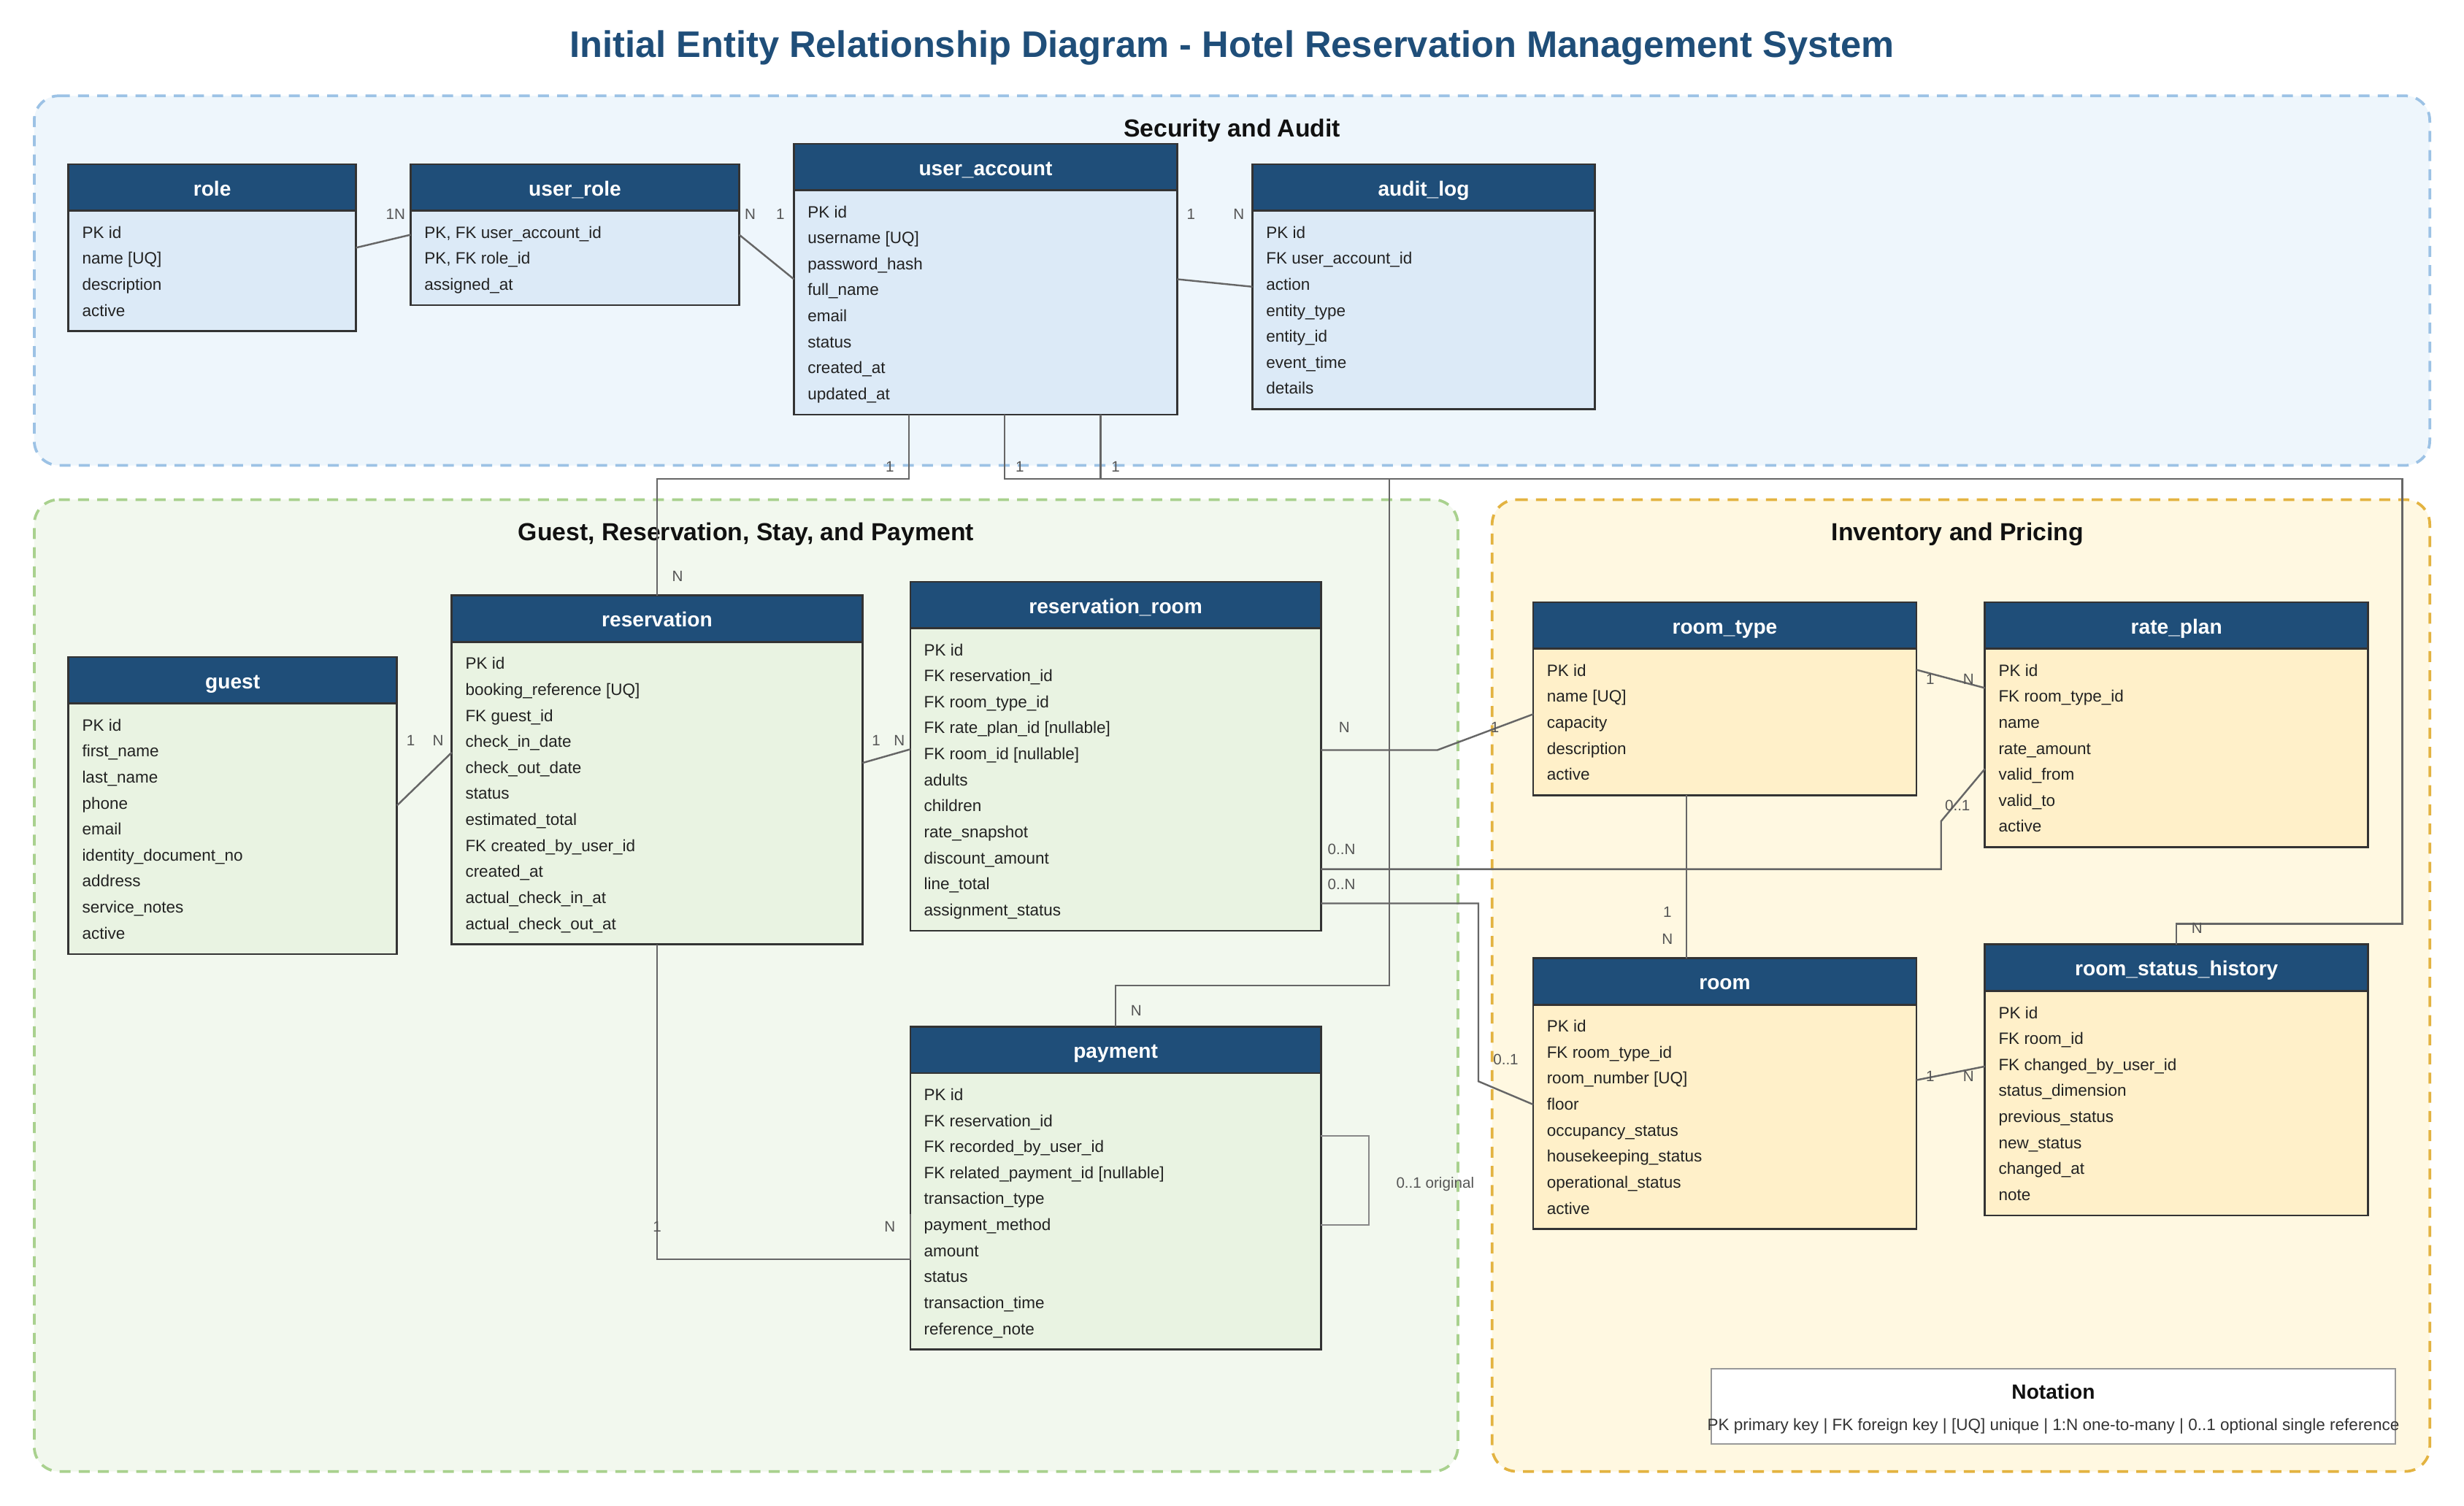 Initial Entity Relationship Diagram - Hotel Reservation Management System
Security and Audit
role
PK id
name [UQ]
description
active
1N
user_role
PK, FK user_account_id
PK, FK role_id
assigned_at
N
1
user_account
PK id
username [UQ]
password_hash
full_name
email
status
created_at
updated_at
1
N
audit_log
PK id
FK user_account_id
action
entity_type
entity_id
event_time
details
1
1
1
Guest, Reservation, Stay, and Payment
N
guest
PK id
first_name
last_name
phone
email
identity_document_no
address
service_notes
active
1
N
reservation
PK id
booking_reference [UQ]
FK guest_id
check_in_date
check_out_date
status
estimated_total
FK created_by_user_id
created_at
actual_check_in_at
actual_check_out_at
1
N
reservation_room
PK id
FK reservation_id
FK room_type_id
FK rate_plan_id [nullable]
FK room_id [nullable]
adults
children
rate_snapshot
discount_amount
line_total
assignment_status
N
1
0..N
0..N
N
payment
PK id
FK reservation_id
FK recorded_by_user_id
FK related_payment_id [nullable]
transaction_type
payment_method
amount
status
transaction_time
reference_note
1
N
0..1 original
Inventory and Pricing
room_type
PK id
name [UQ]
capacity
description
active
1
N
rate_plan
PK id
FK room_type_id
name
rate_amount
valid_from
valid_to
active
0..1
1
N
0..1
room
PK id
FK room_type_id
room_number [UQ]
floor
occupancy_status
housekeeping_status
operational_status
active
1
N
N
room_status_history
PK id
FK room_id
FK changed_by_user_id
status_dimension
previous_status
new_status
changed_at
note
Notation
PK primary key | FK foreign key | [UQ] unique | 1:N one-to-many | 0..1 optional single reference